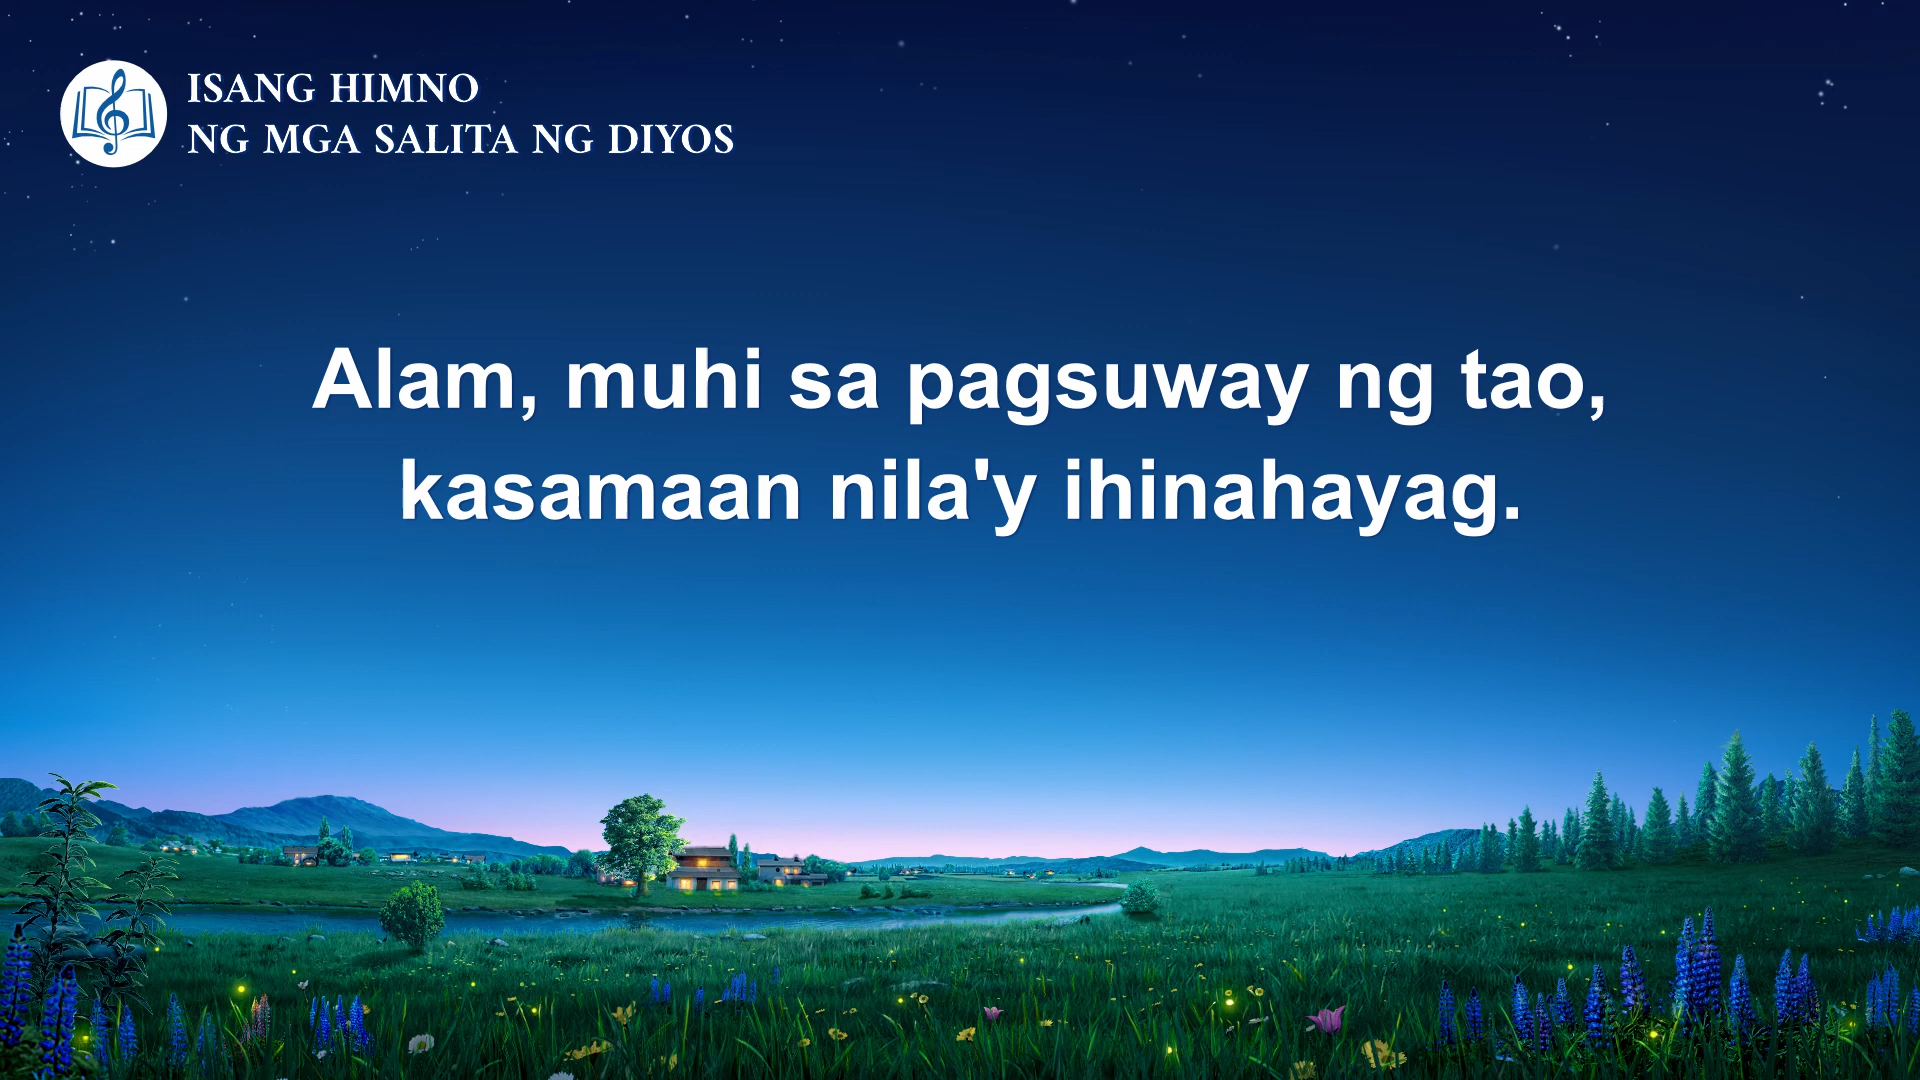 ISANG HIMNO
NG MGA SALITA NG DIYOS
Alam, muhi sa pagsuway ng tao,
kasamaan nila'y ihinahayag.